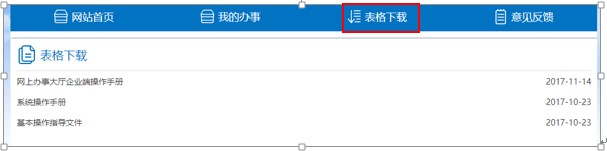 网站首页 我的办事 表格下载 意见反馈
表格下载
网上办事大厅企业端操作手册 2017-11-14
系统操作手册 2017-10-23
基本操作指导文件 2017-10-23